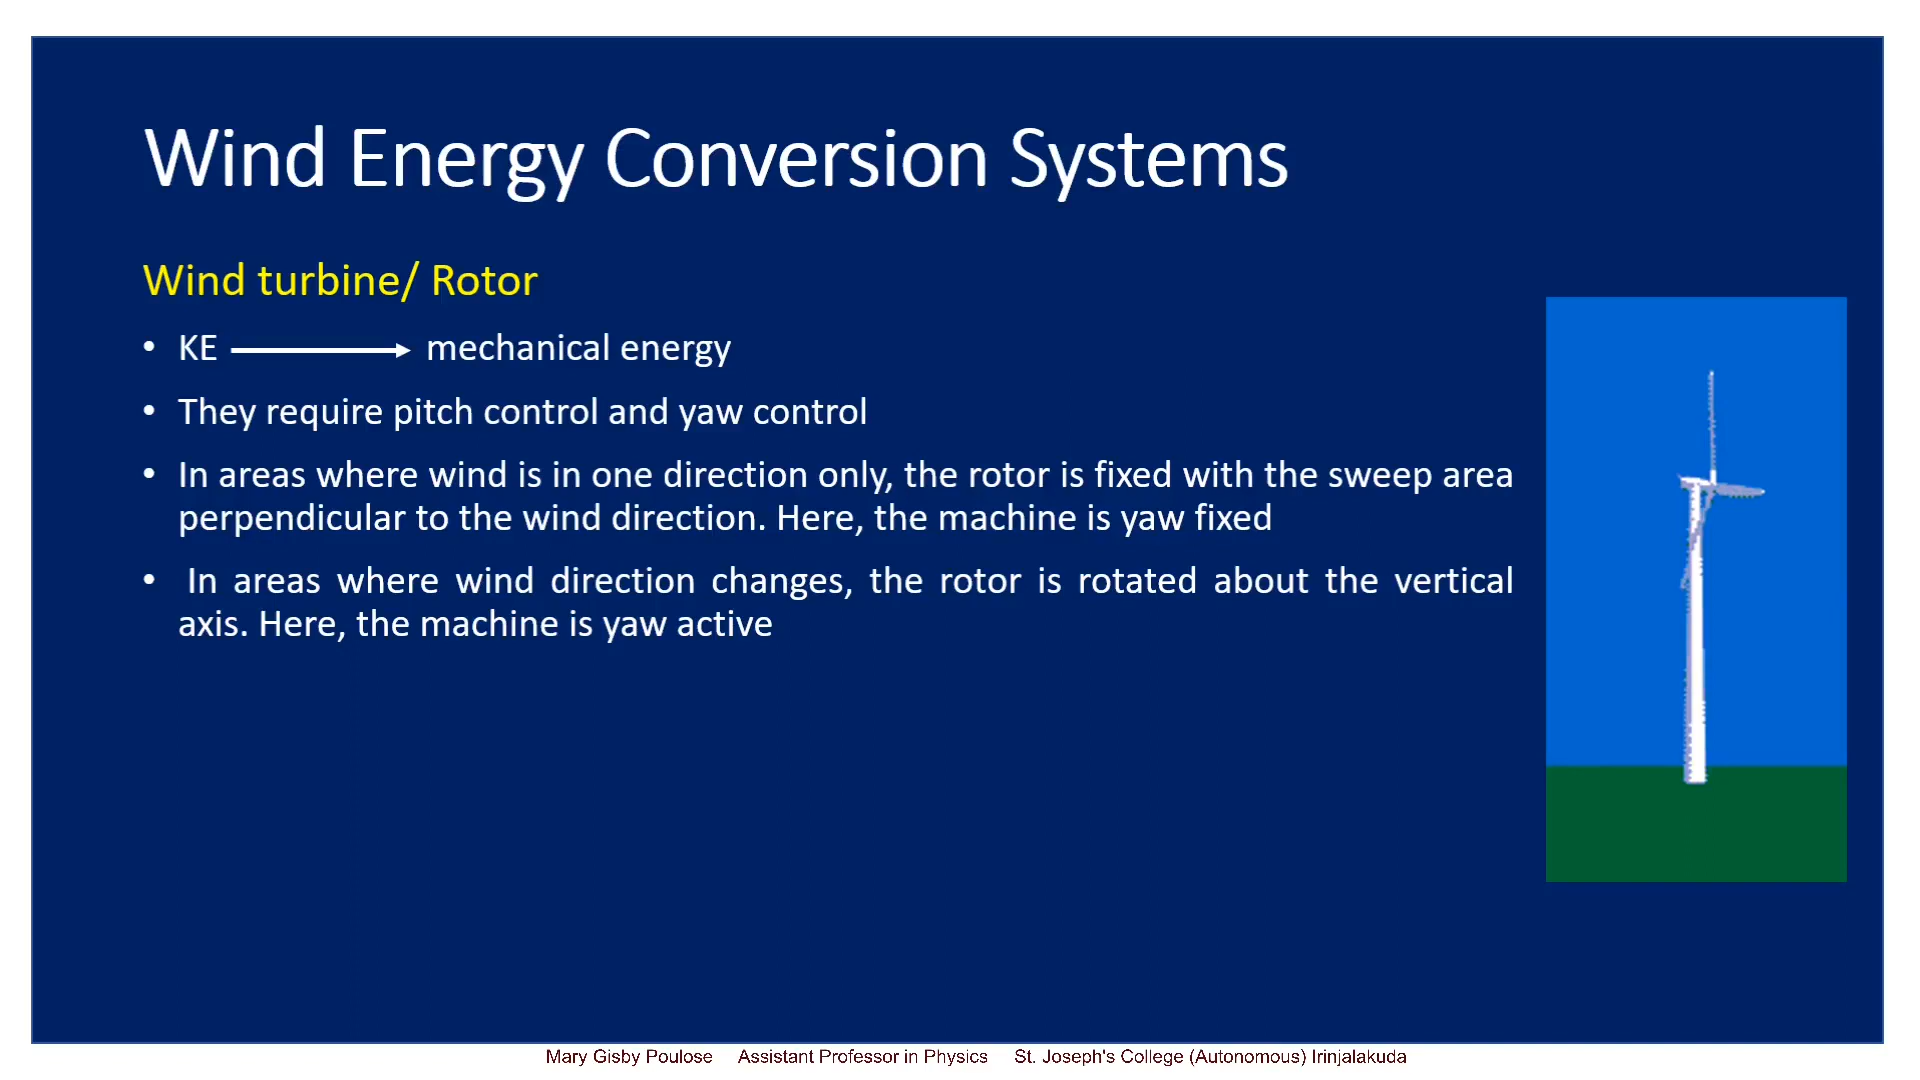 Wind Energy Conversion Systems
Wind turbine/ Rotor
• KE → mechanical energy
• They require pitch control and yaw control
• In areas where wind is in one direction only, the rotor is fixed with the sweep area
perpendicular to the wind direction. Here, the machine is yaw fixed
• In areas where wind direction changes, the rotor is rotated about the vertical
axis. Here, the machine is yaw active
Mary Gisby Poulose Assistant Professor in Physics St. Joseph's College (Autonomous) Irinjalakuda